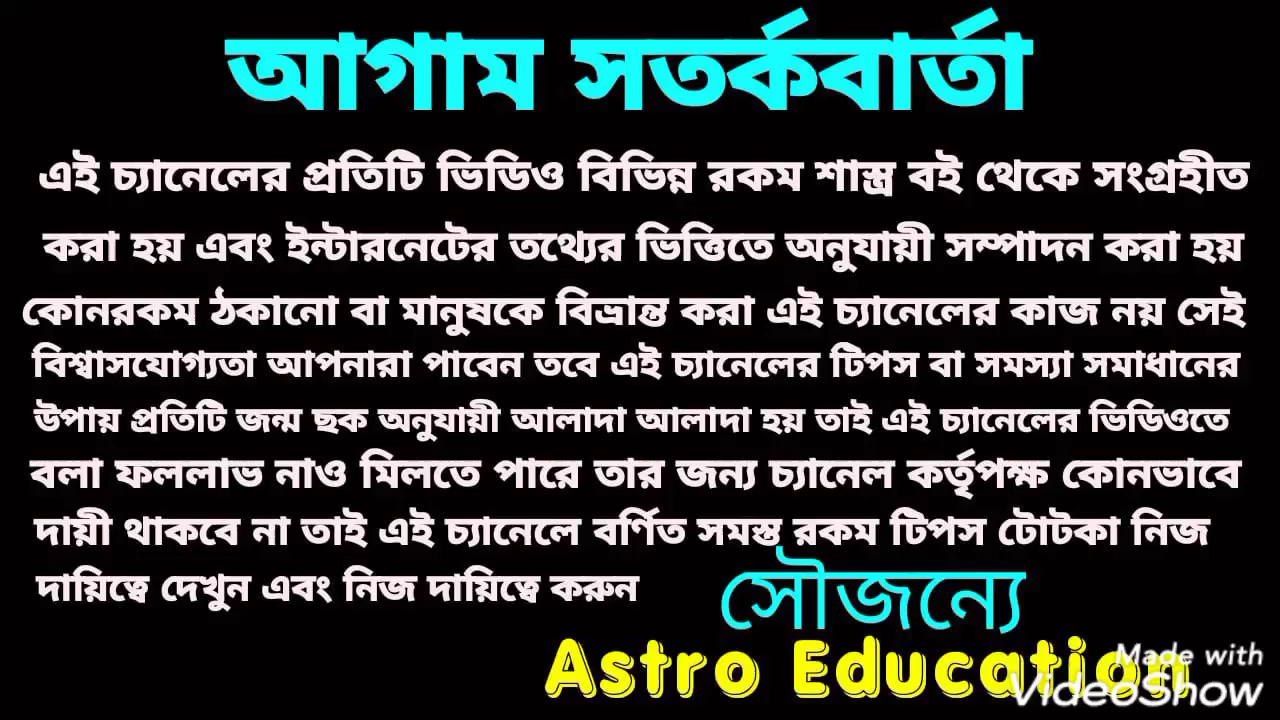 আগাম সতর্কবার্তা
এই চ্যানেলের প্রতিটি ভিডিও বিভিন্ন রকম শাস্ত্র বই থেকে সংগ্রহীত
করা হয় এবং ইন্টারনেটের তথ্যের ভিত্তিতে অনুযায়ী সম্পাদন করা হয়
কোনরকম ঠকানো বা মানুষকে বিভ্রান্ত করা এই চ্যানেলের কাজ নয় সেই
বিশ্বাসযোগ্যতা আপনারা পাবেন তবে এই চ্যানেলের টিপস বা সমস্যা সমাধানের
উপায় প্রতিটি জন্ম ছক অনুযায়ী আলাদা আলাদা হয় তাই এই চ্যানেলের ভিডিওতে
বলা ফললাভ নাও মিলতে পারে তার জন্য চ্যানেল কর্তৃপক্ষ কোনভাবে
দায়ী থাকবে না তাই এই চ্যানেলে বর্ণিত সমস্ত রকম টিপস টোটকা নিজ
দায়িত্বে দেখুন এবং নিজ দায়িত্বে করুন
সৌজন্যে
Astro Education
Made with
VideoShow